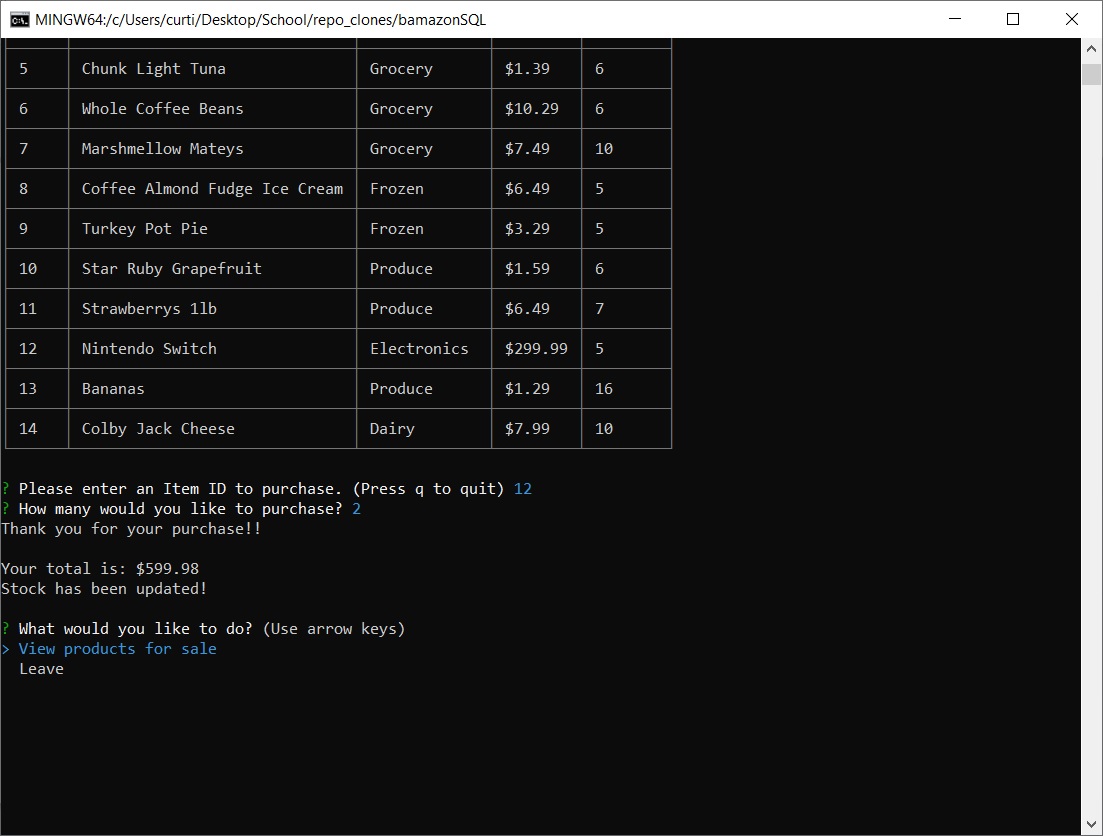 MINGW64:/c/Users/curti/Desktop/School/repo_clones/bamazonSQL
5 Chunk Light Tuna Grocery $1.39 6
6 Whole Coffee Beans Grocery $10.29 6
7 Marshmellow Mateys Grocery $7.49 10
8 Coffee Almond Fudge Ice Cream Frozen $6.49 5
9 Turkey Pot Pie Frozen $3.29 5
10 Star Ruby Grapefruit Produce $1.59 6
11 Strawberrys 1lb Produce $6.49 7
12 Nintendo Switch Electronics $299.99 5
13 Bananas Produce $1.29 16
14 Colby Jack Cheese Dairy $7.99 10
? Please enter an Item ID to purchase. (Press q to quit) 12
? How many would you like to purchase? 2
Thank you for your purchase!!
Your total is: $599.98
Stock has been updated!
? What would you like to do? (Use arrow keys)
> View products for sale
Leave